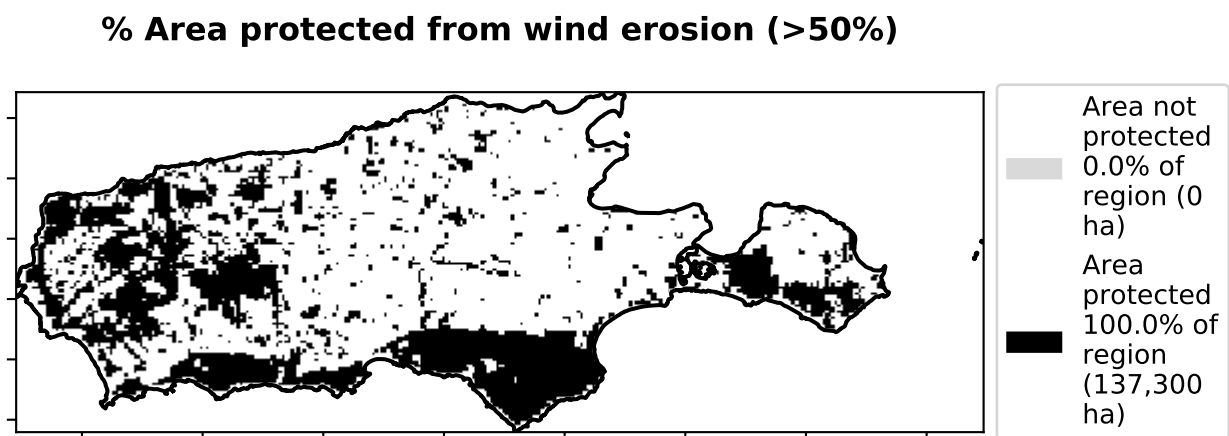 % Area protected from wind erosion (>50%)
Area not
protected
0.0% of
region (0
ha)
Area
protected
100.0% of
region
(137,300
ha)